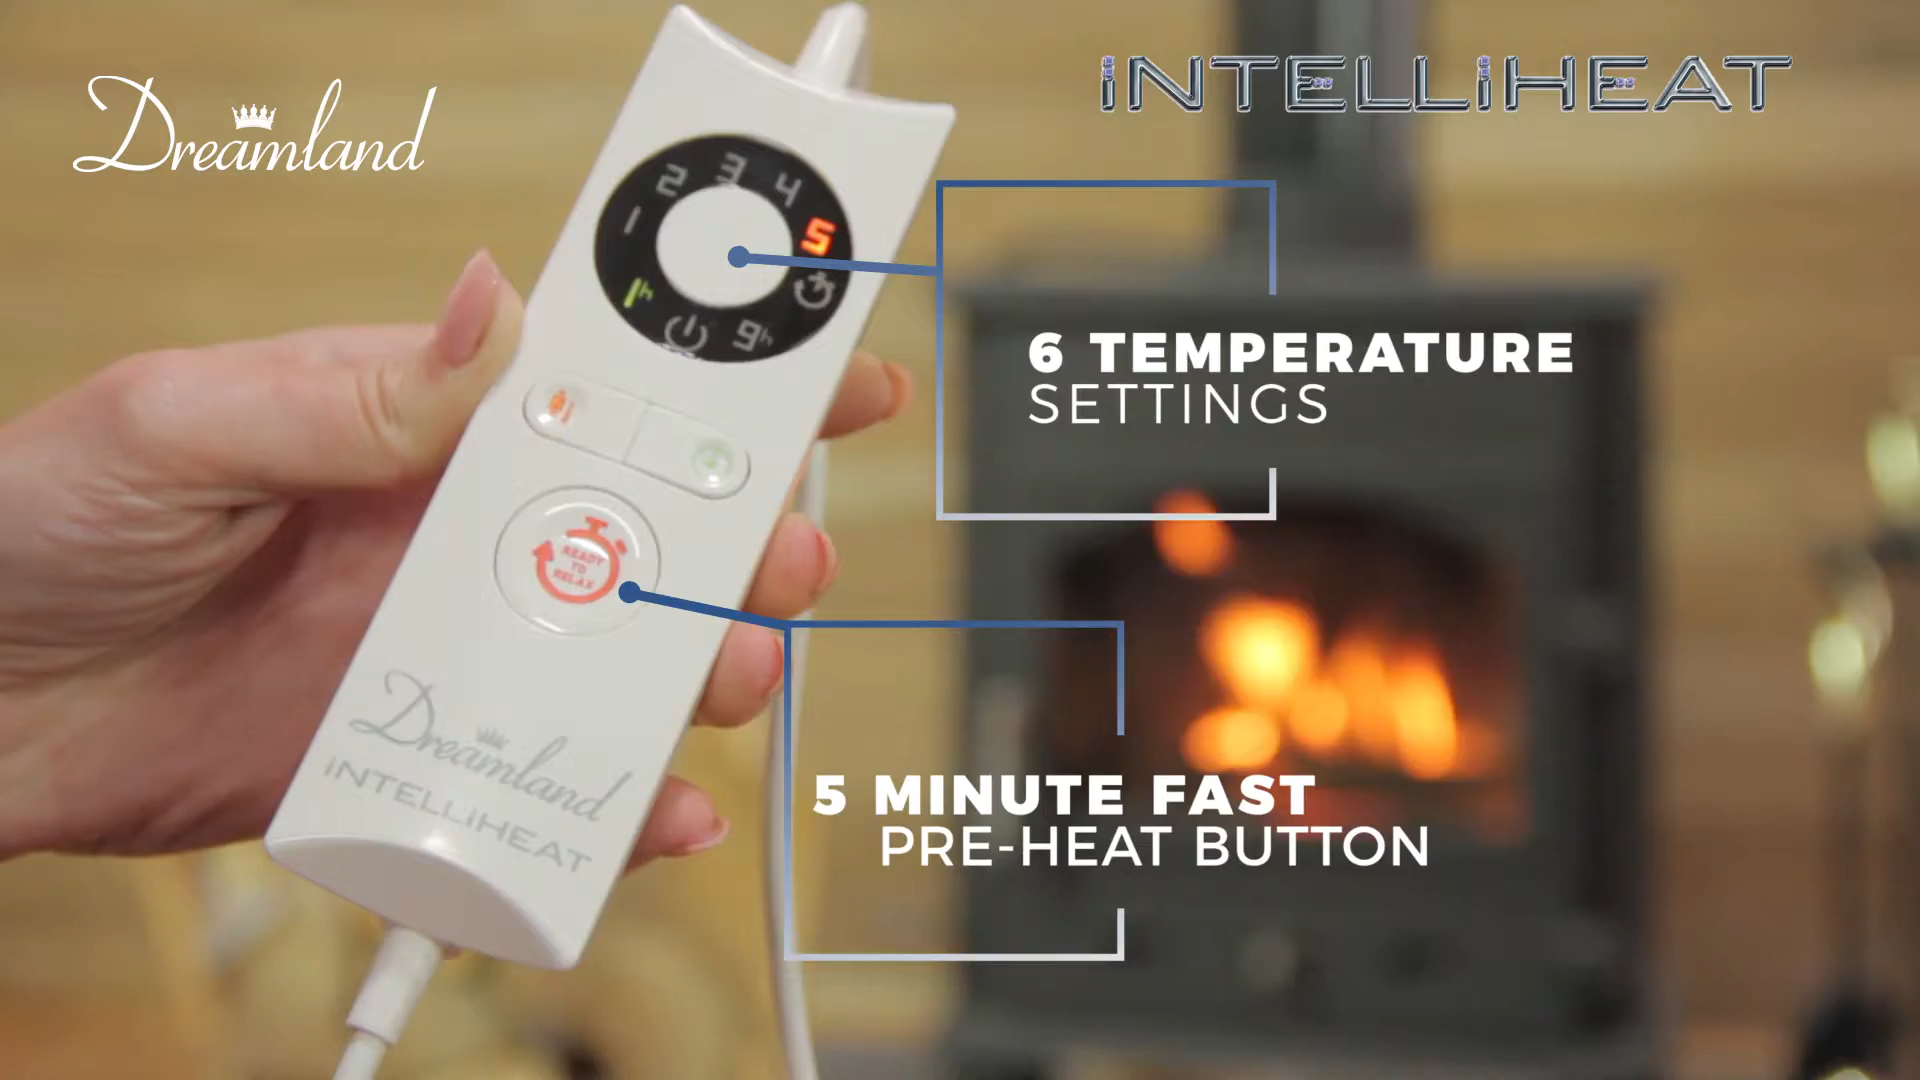 Dreamland
iNTELLiHEAT
1 2 3 4 5
1h 9h
6 TEMPERATURE
SETTINGS
READY
TO
RELAX
5 MINUTE FAST
PRE-HEAT BUTTON
Dreamland
iNTELLiHEAT